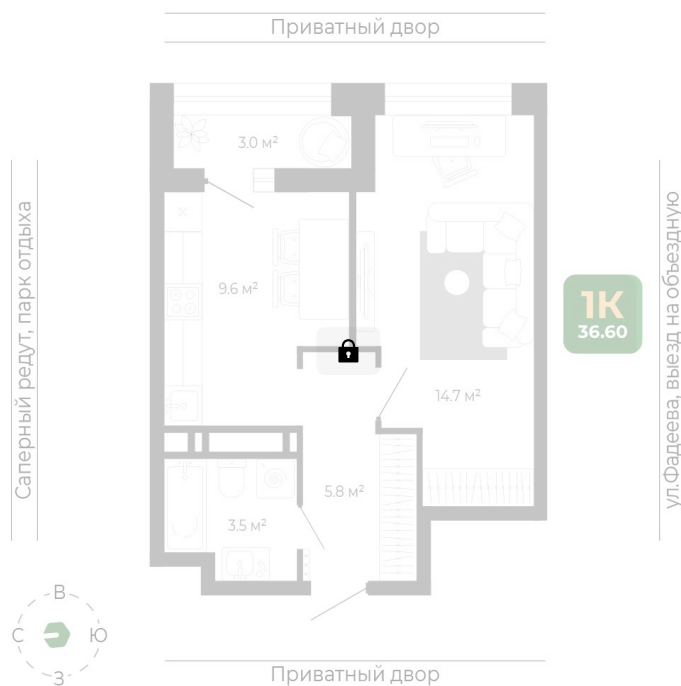 Приватный двор
3.0 м²
Саперный редут, парк отдыха
ул.Фадеева, выезд на объездную
9.6 м²
1К
36.60
14.7 м²
5.8 м²
3.5 м²
В
С
Ю
З
Приватный двор